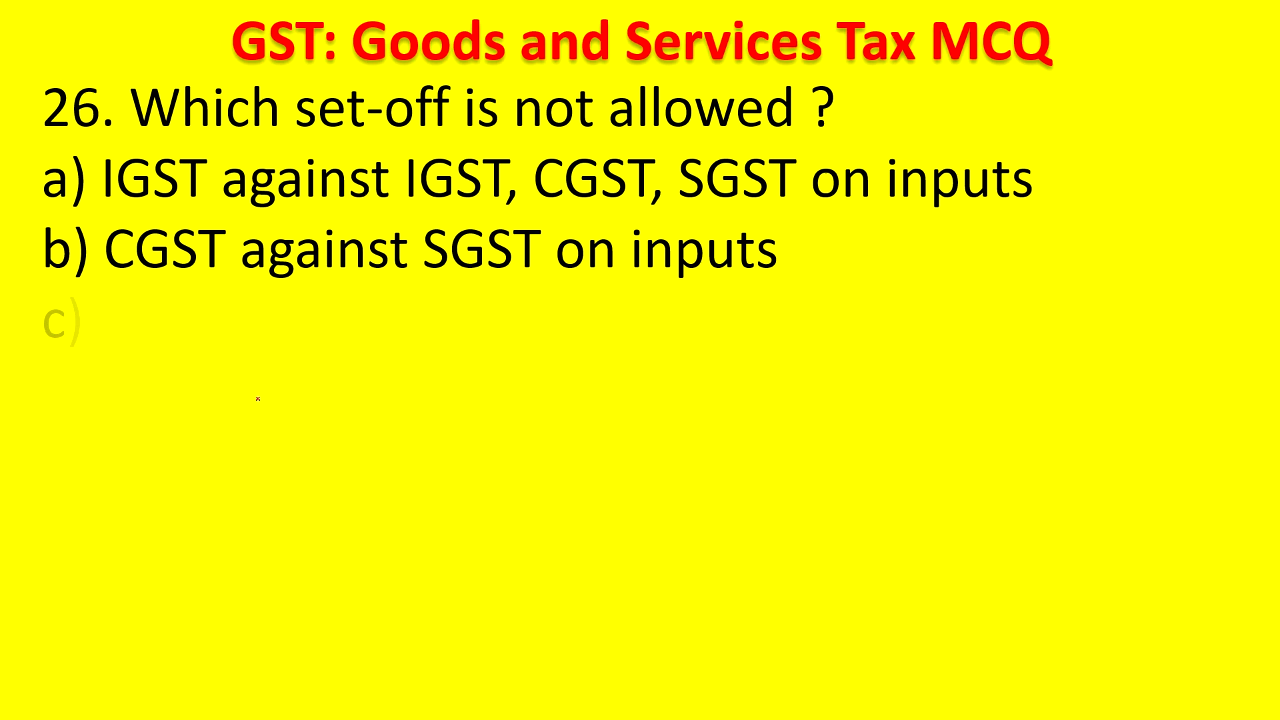 GST: Goods and Services Tax MCQ
26. Which set-off is not allowed ?
a) IGST against IGST, CGST, SGST on inputs
b) CGST against SGST on inputs
c)